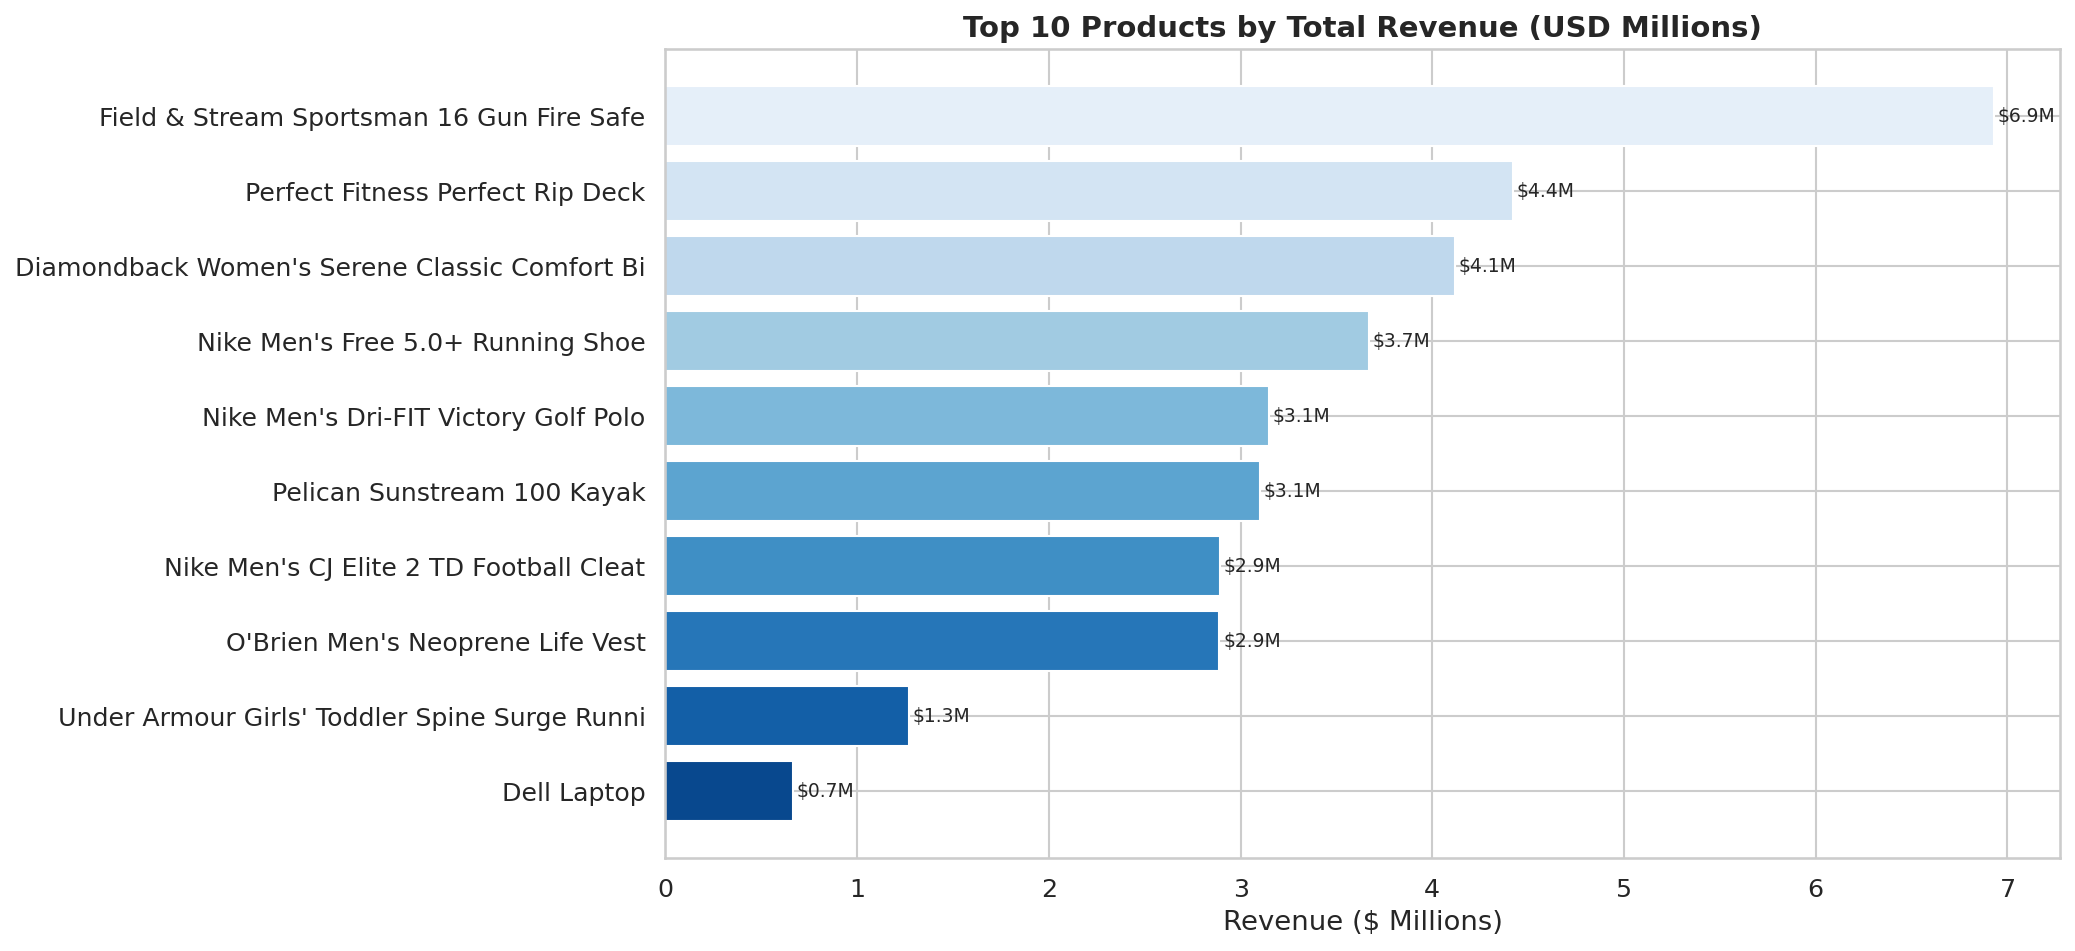 Top 10 Products by Total Revenue (USD Millions)
Field & Stream Sportsman 16 Gun Fire Safe
$6.9M
Perfect Fitness Perfect Rip Deck
$4.4M
Diamondback Women's Serene Classic Comfort Bi
$4.1M
Nike Men's Free 5.0+ Running Shoe
$3.7M
Nike Men's Dri-FIT Victory Golf Polo
$3.1M
Pelican Sunstream 100 Kayak
$3.1M
Nike Men's CJ Elite 2 TD Football Cleat
$2.9M
O'Brien Men's Neoprene Life Vest
$2.9M
Under Armour Girls' Toddler Spine Surge Runni
$1.3M
Dell Laptop
$0.7M
0 1 2 3 4 5 6 7
Revenue ($ Millions)